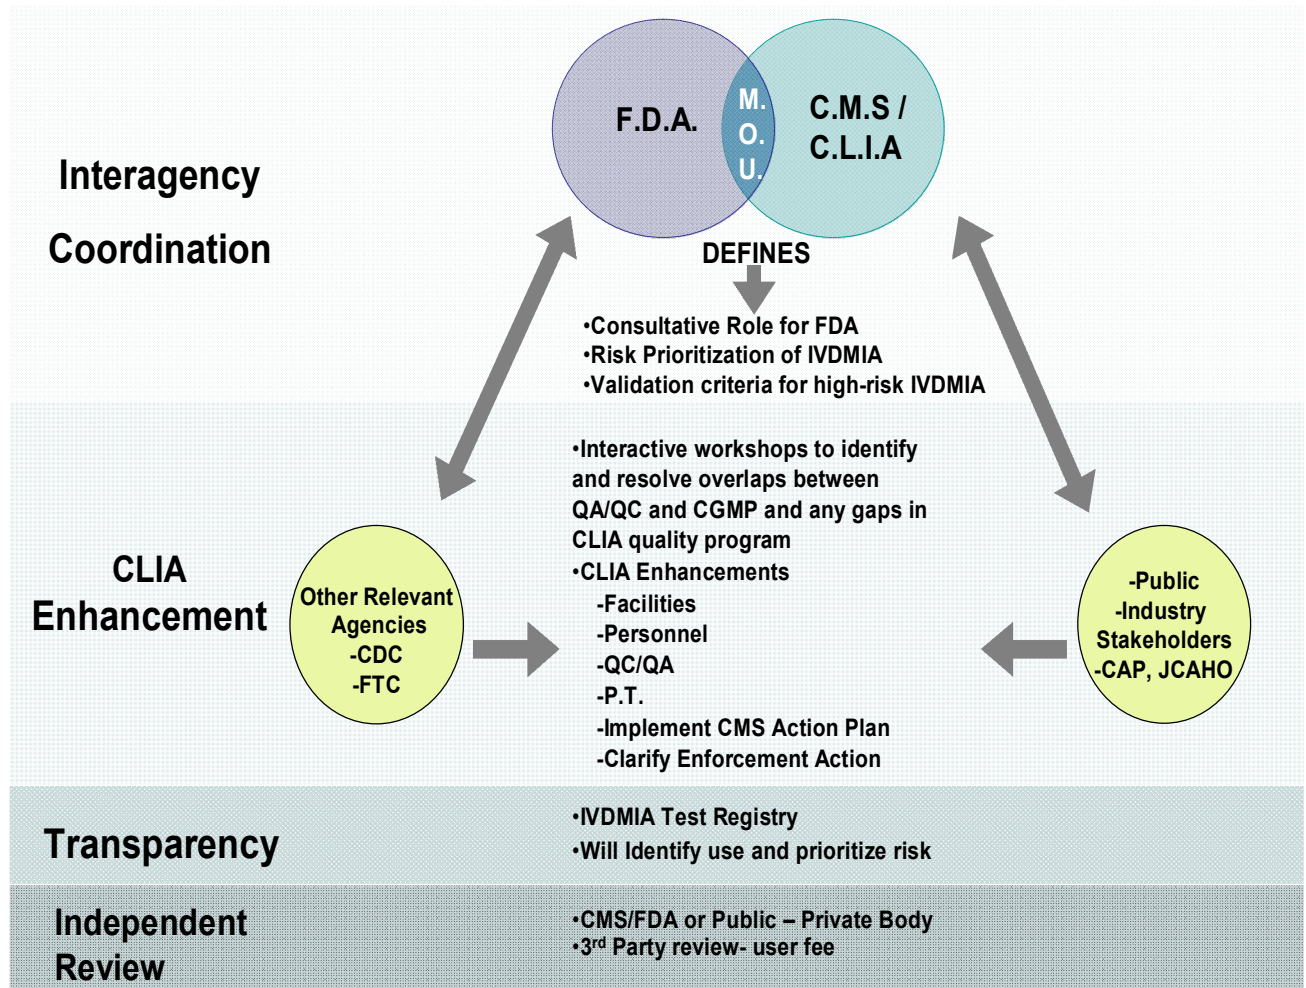 F.D.A.
M.
O.
U.
C.M.S /
C.L.I.A
Interagency
Coordination
DEFINES
•Consultative Role for FDA
•Risk Prioritization of IVDMIA
•Validation criteria for high-risk IVDMIA
CLIA
Enhancement
Other Relevant
Agencies
-CDC
-FTC
•Interactive workshops to identify
and resolve overlaps between
QA/QC and CGMP and any gaps in
CLIA quality program
•CLIA Enhancements
-Facilities
-Personnel
-QC/QA
-P.T.
-Implement CMS Action Plan
-Clarify Enforcement Action
-Public
-Industry
Stakeholders
-CAP, JCAHO
Transparency
•IVDMIA Test Registry
•Will Identify use and prioritize risk
Independent
Review
•CMS/FDA or Public – Private Body
•3rd Party review- user fee